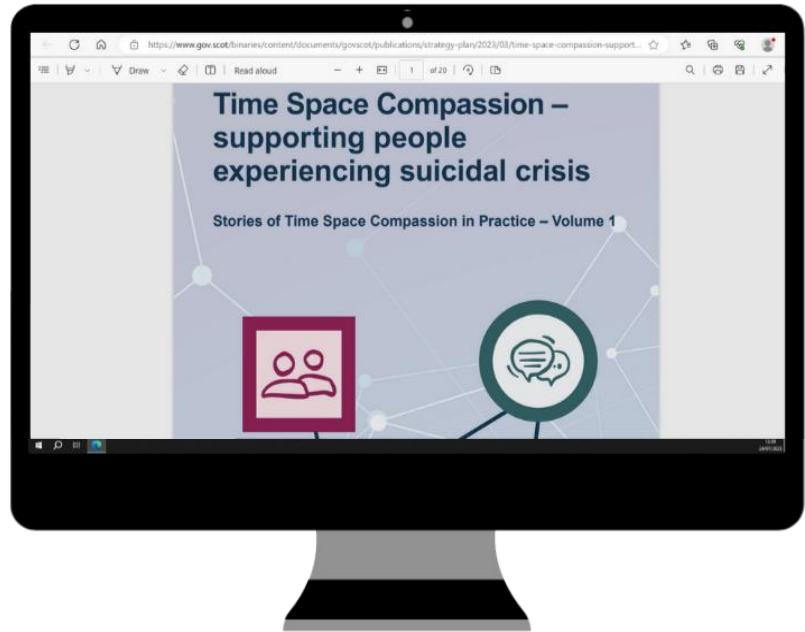 https://www.gov.scot/binaries/content/documents/govscot/publications/strategy-plan/2023/03/time-space-compassion-support...
Draw
Read aloud
1 of 20
Time Space Compassion –
supporting people
experiencing suicidal crisis
Stories of Time Space Compassion in Practice – Volume 1